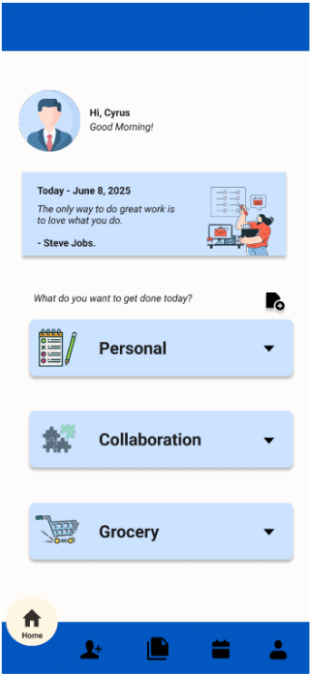 Hi, Cyrus
Good Morning!
Today - June 8, 2025
The only way to do great work is
to love what you do.
- Steve Jobs.
What do you want to get done today?
Personal
Collaboration
Grocery
Home